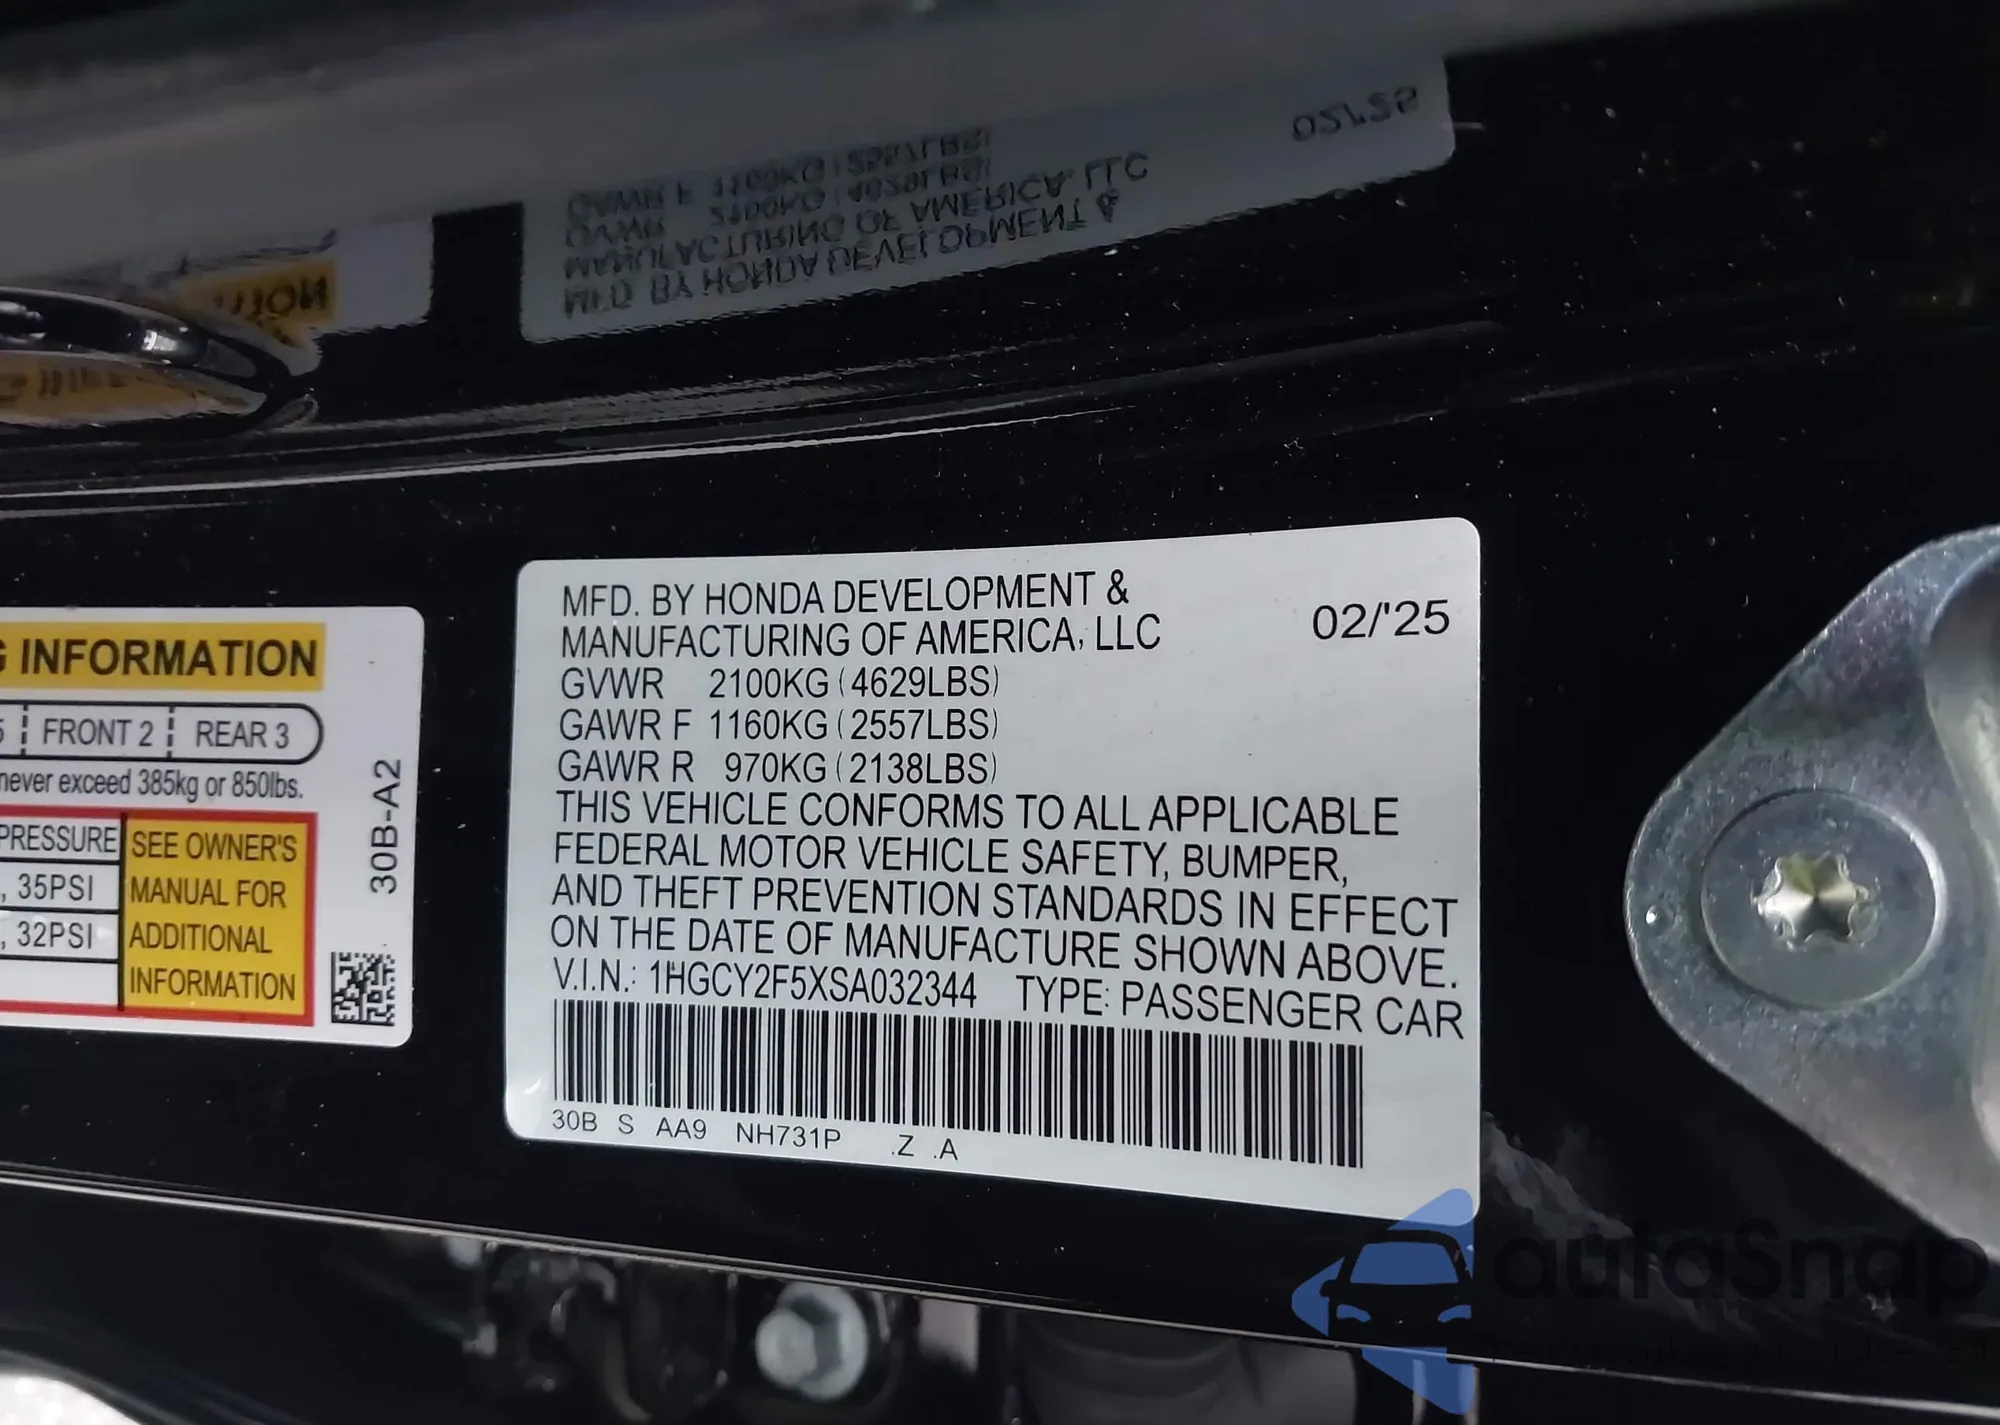 MFD. BY HONDA DEVELOPMENT &
MANUFACTURING OF AMERICA, LLC
02/'25
GVWR 2100KG (4629LBS)
GAWR F 1160KG (2557LBS)
GAWR R 970KG (2138LBS)
THIS VEHICLE CONFORMS TO ALL APPLICABLE
FEDERAL MOTOR VEHICLE SAFETY, BUMPER,
AND THEFT PREVENTION STANDARDS IN EFFECT
ON THE DATE OF MANUFACTURE SHOWN ABOVE.
V.I.N.: 1HGCY2F5XSA032344 TYPE: PASSENGER CAR
30B S AA9 NH731P .Z .A
INFORMATION
FRONT 2 REAR 3
never exceed 385kg or 850lbs.
PRESSURE
, 35PSI
, 32PSI
SEE OWNER'S
MANUAL FOR
ADDITIONAL
INFORMATION
30B-A2
autoSnap